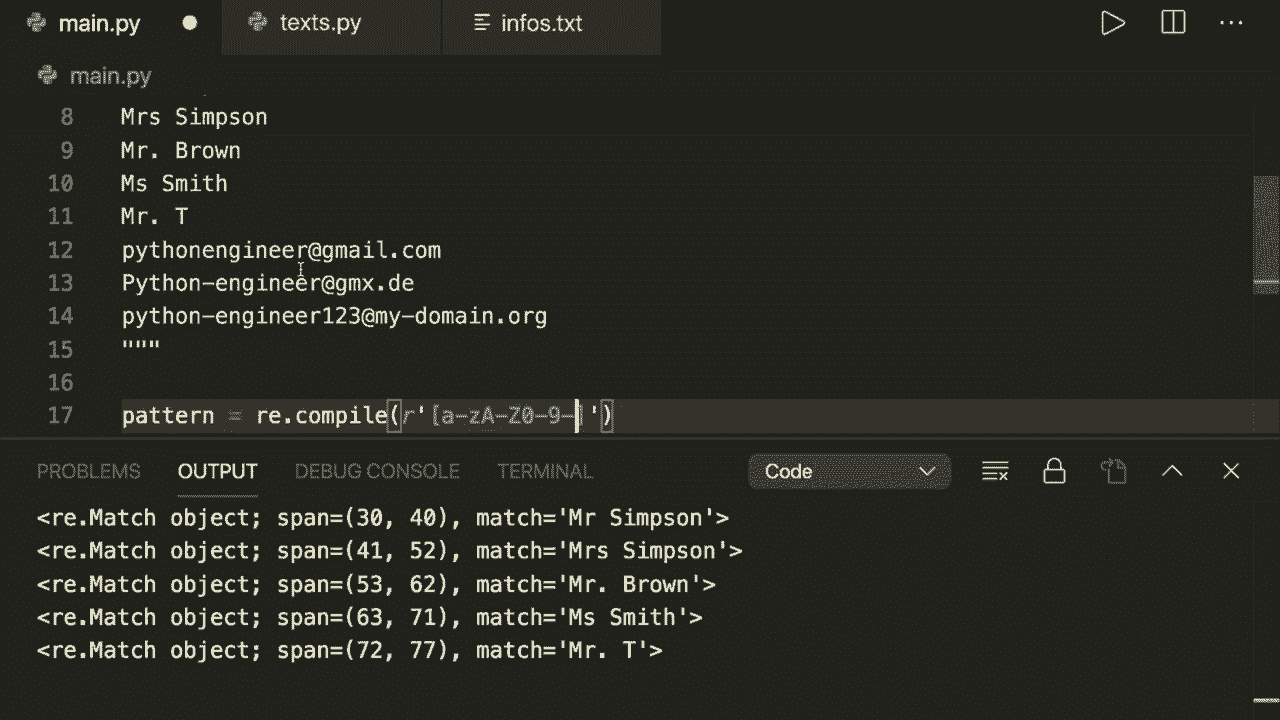 main.py texts.py infos.txt ...
main.py
8 Mrs Simpson
9 Mr. Brown
10 Ms Smith
11 Mr. T
12 pythonengineer@gmail.com
13 Python-engineer@gmx.de
14 python-engineer123@my-domain.org
15 """
16
17 pattern = re.compile(r'[a-zA-Z0-9-]')
PROBLEMS OUTPUT DEBUG CONSOLE TERMINAL Code
<re.Match object; span=(30, 40), match='Mr Simpson'>
<re.Match object; span=(41, 52), match='Mrs Simpson'>
<re.Match object; span=(53, 62), match='Mr. Brown'>
<re.Match object; span=(63, 71), match='Ms Smith'>
<re.Match object; span=(72, 77), match='Mr. T'>